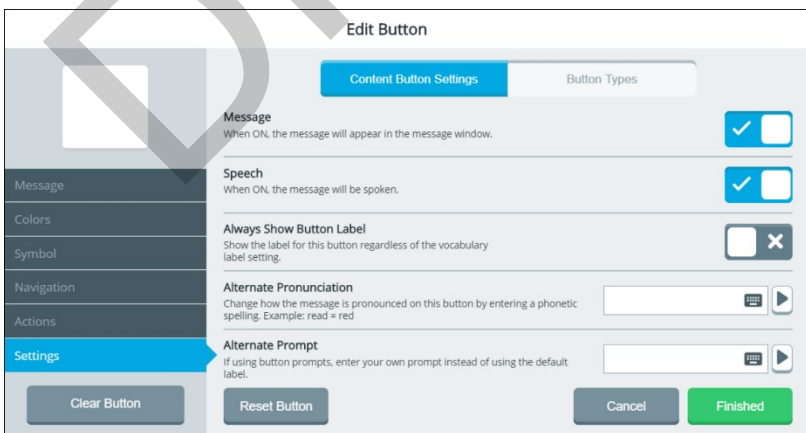 Edit Button
Content Button Settings
Button Types
Message
When ON, the message will appear in the message window.
Speech
When ON, the message will be spoken.
Always Show Button Label
Show the label for this button regardless of the vocabulary
label setting.
Alternate Pronunciation
Change how the message is pronounced on this button by entering a phonetic
spelling. Example: read = red
Alternate Prompt
If using button prompts, enter your own prompt instead of using the default
label.
Message
Colors
Symbol
Navigation
Actions
Settings
Clear Button
Reset Button
Cancel
Finished